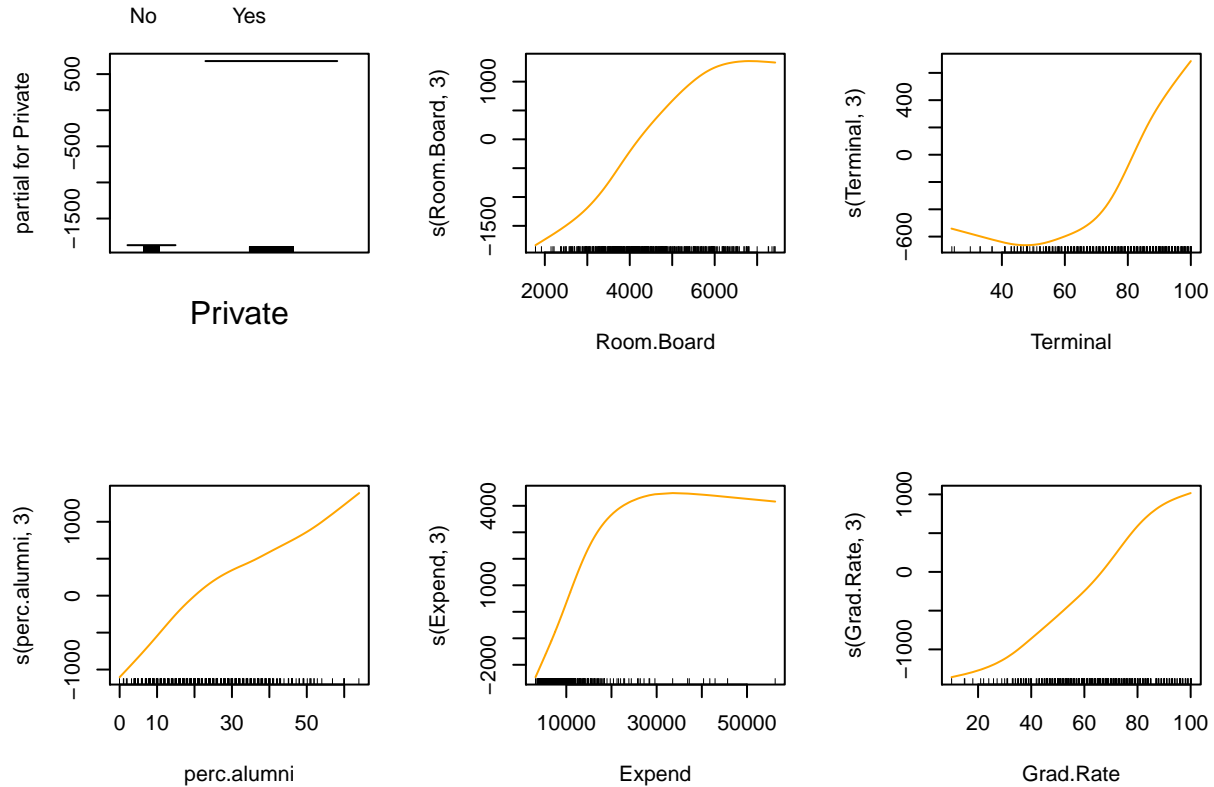 No Yes
partial for Private
500
−500
−1500
Private
s(Room.Board, 3)
1000
0
−1500
2000 4000 6000
Room.Board
s(Terminal, 3)
400
0
−600
40 60 80 100
Terminal
s(perc.alumni, 3)
1000
0
−1000
0 10 30 50
perc.alumni
s(Expend, 3)
4000
1000
−2000
10000 30000 50000
Expend
s(Grad.Rate, 3)
1000
0
−1000
20 40 60 80 100
Grad.Rate